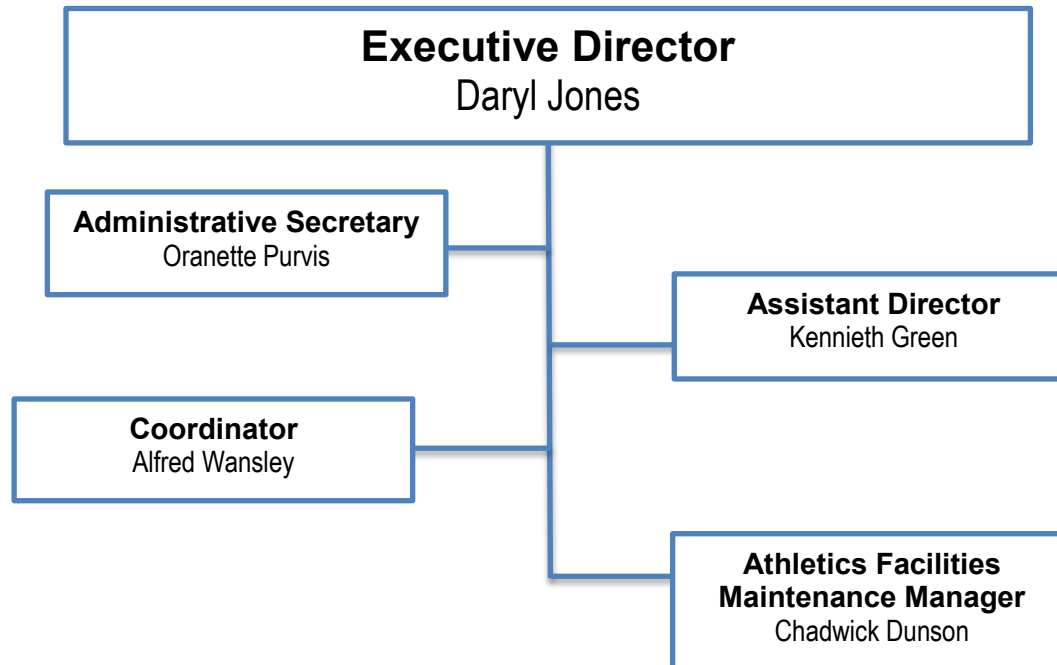 Executive Director
Daryl Jones
Administrative Secretary
Oranette Purvis
Assistant Director
Kennieth Green
Coordinator
Alfred Wansley
Athletics Facilities
Maintenance Manager
Chadwick Dunson